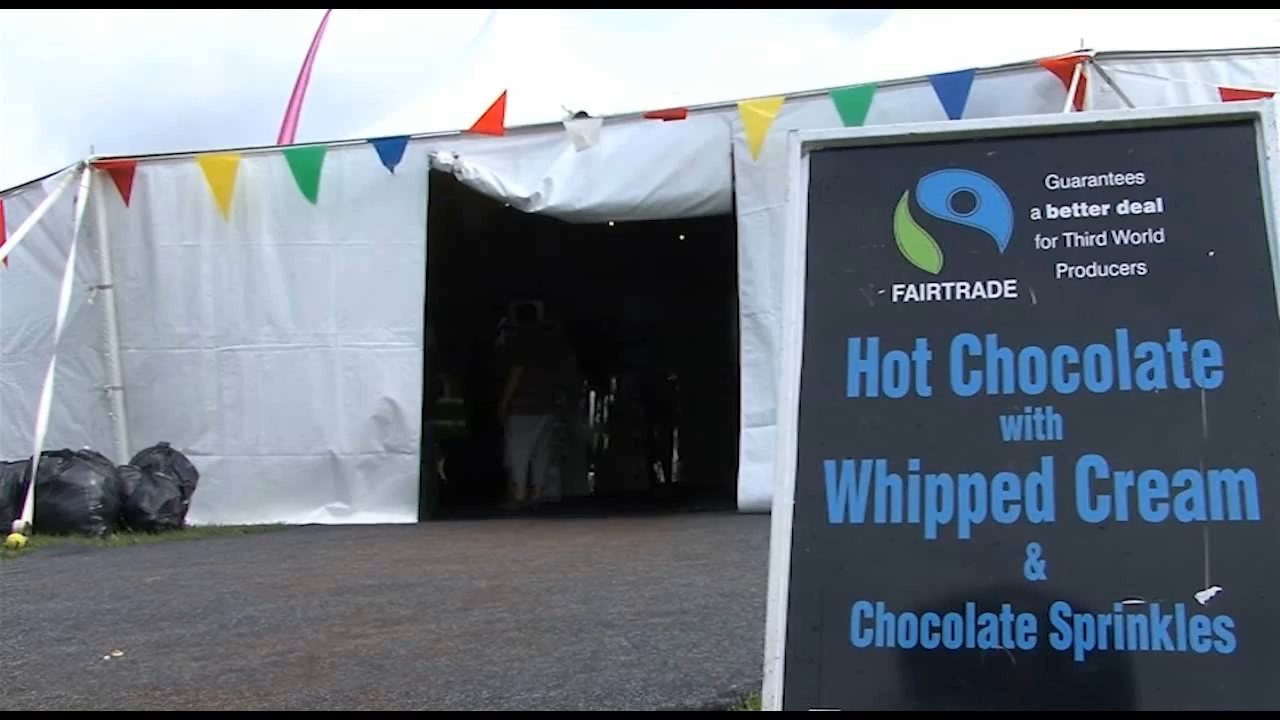 Guarantees
a better deal
for Third World
Producers
FAIRTRADE
Hot Chocolate
with
Whipped Cream
&
Chocolate Sprinkles